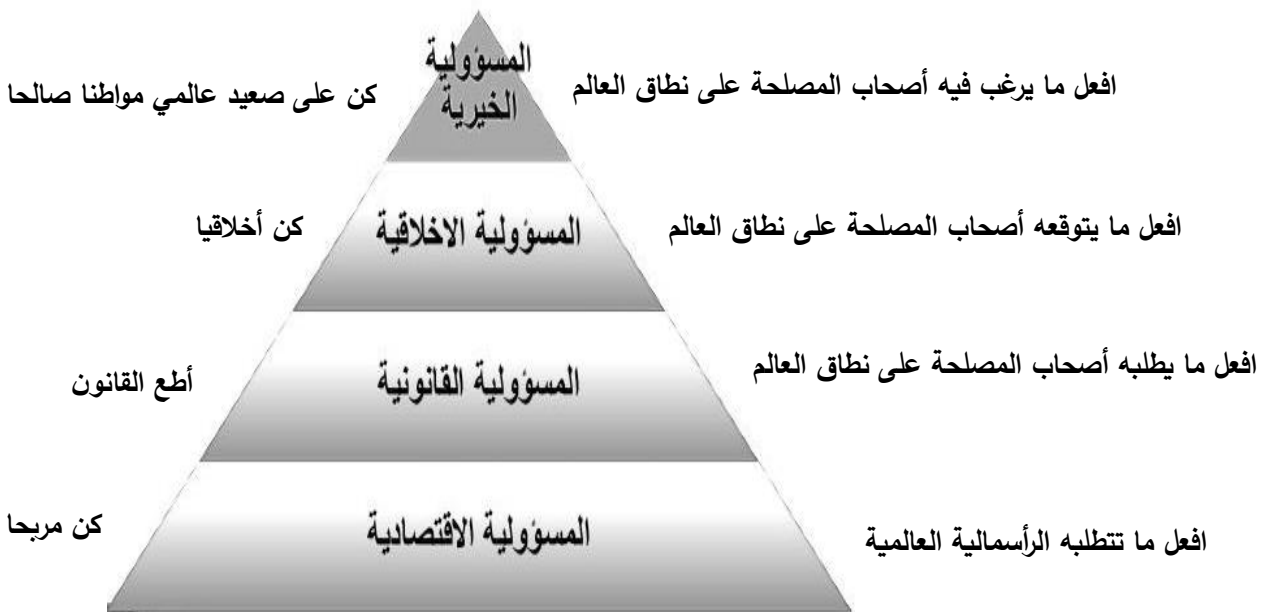 افعل ما يرغب فيه أصحاب المصلحة على نطاق العالم
المسؤولية
الخيرية
كن على صعيد عالمي مواطنا صالحا
افعل ما يتوقعه أصحاب المصلحة على نطاق العالم
المسؤولية الاخلاقية
كن أخلاقيا
افعل ما يطلبه أصحاب المصلحة على نطاق العالم
المسؤولية القانونية
أطع القانون
افعل ما تتطلبه الرأسمالية العالمية
المسؤولية الاقتصادية
كن مربحا